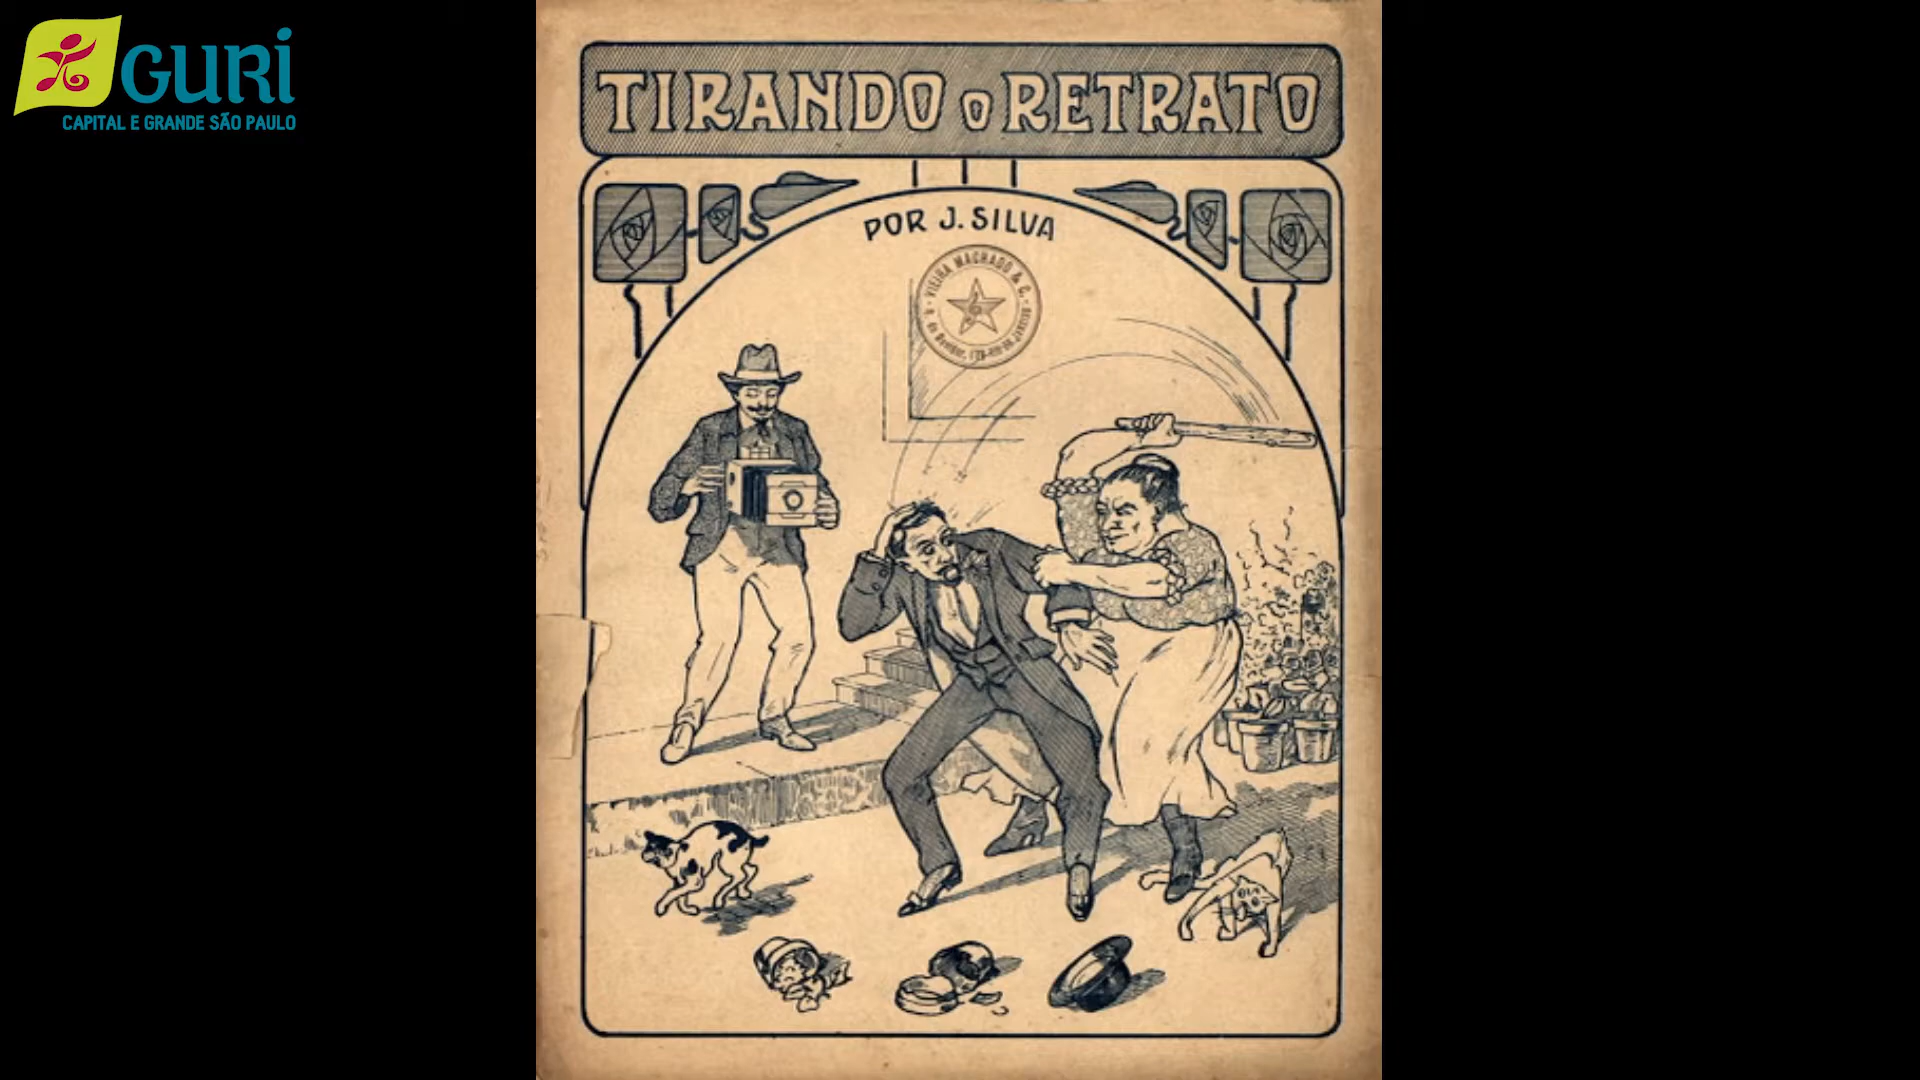 GURI
CAPITAL E GRANDE SÃO PAULO
TIRANDO O RETRATO
POR J. SILVA
VIEIRA MACHADO & C.